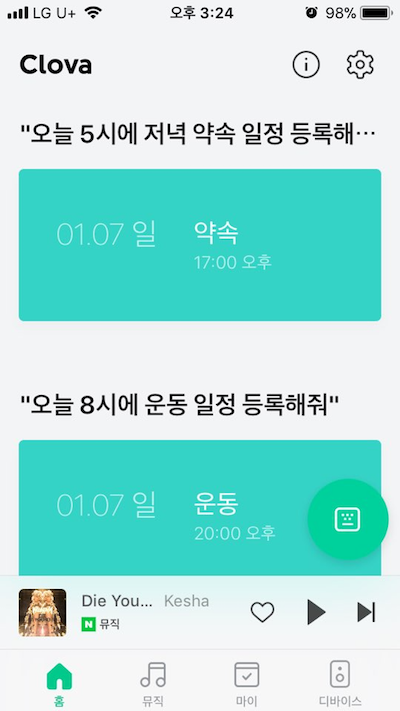 LG U+ 오후 3:24 98%
Clova
"오늘 5시에 저녁 약속 일정 등록해…
01.07 일 약속
17:00 오후
"오늘 8시에 운동 일정 등록해줘"
01.07 일 운동
20:00 오후
Die You... Kesha
N 뮤직
홈 뮤직 마이 디바이스